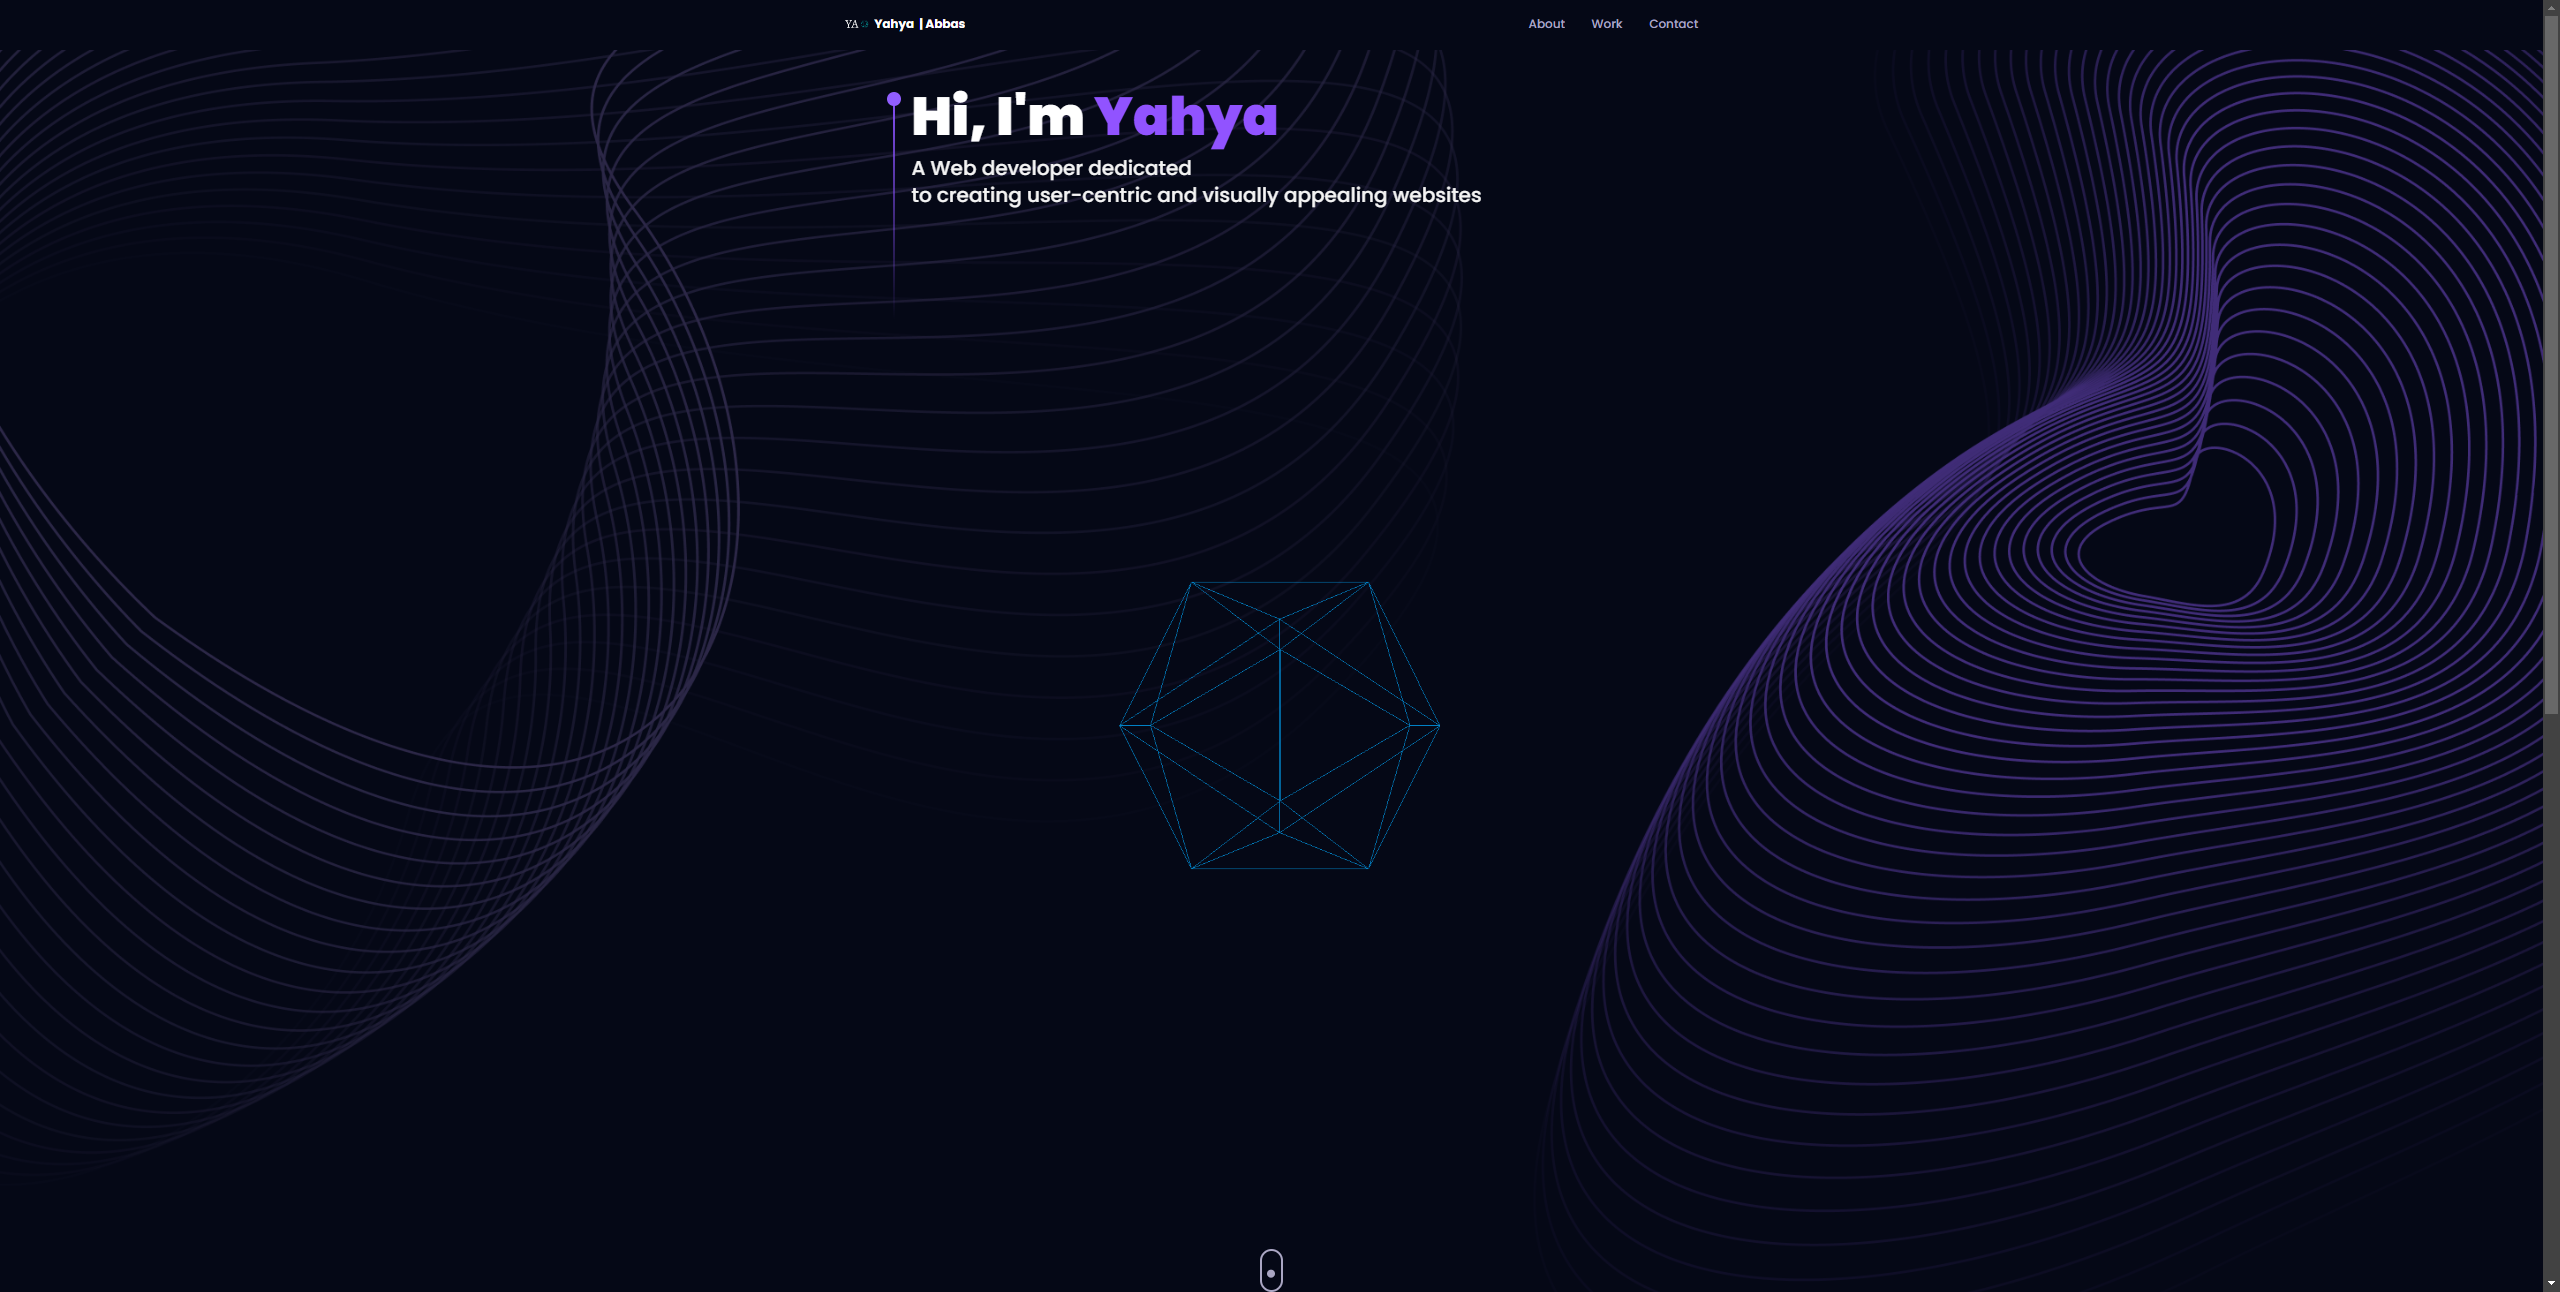 YA Yahya | Abbas
About Work Contact
Hi, I'm Yahya
A Web developer dedicated
to creating user-centric and visually appealing websites